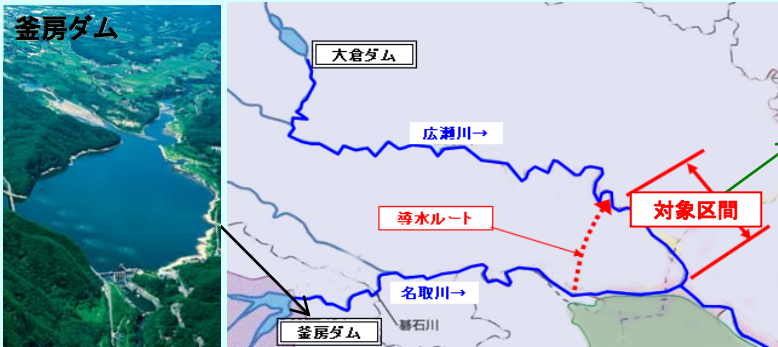 釜房ダム
大倉ダム
広瀬川→
対象区間
導水ルート
名取川→
碁石川
釜房ダム